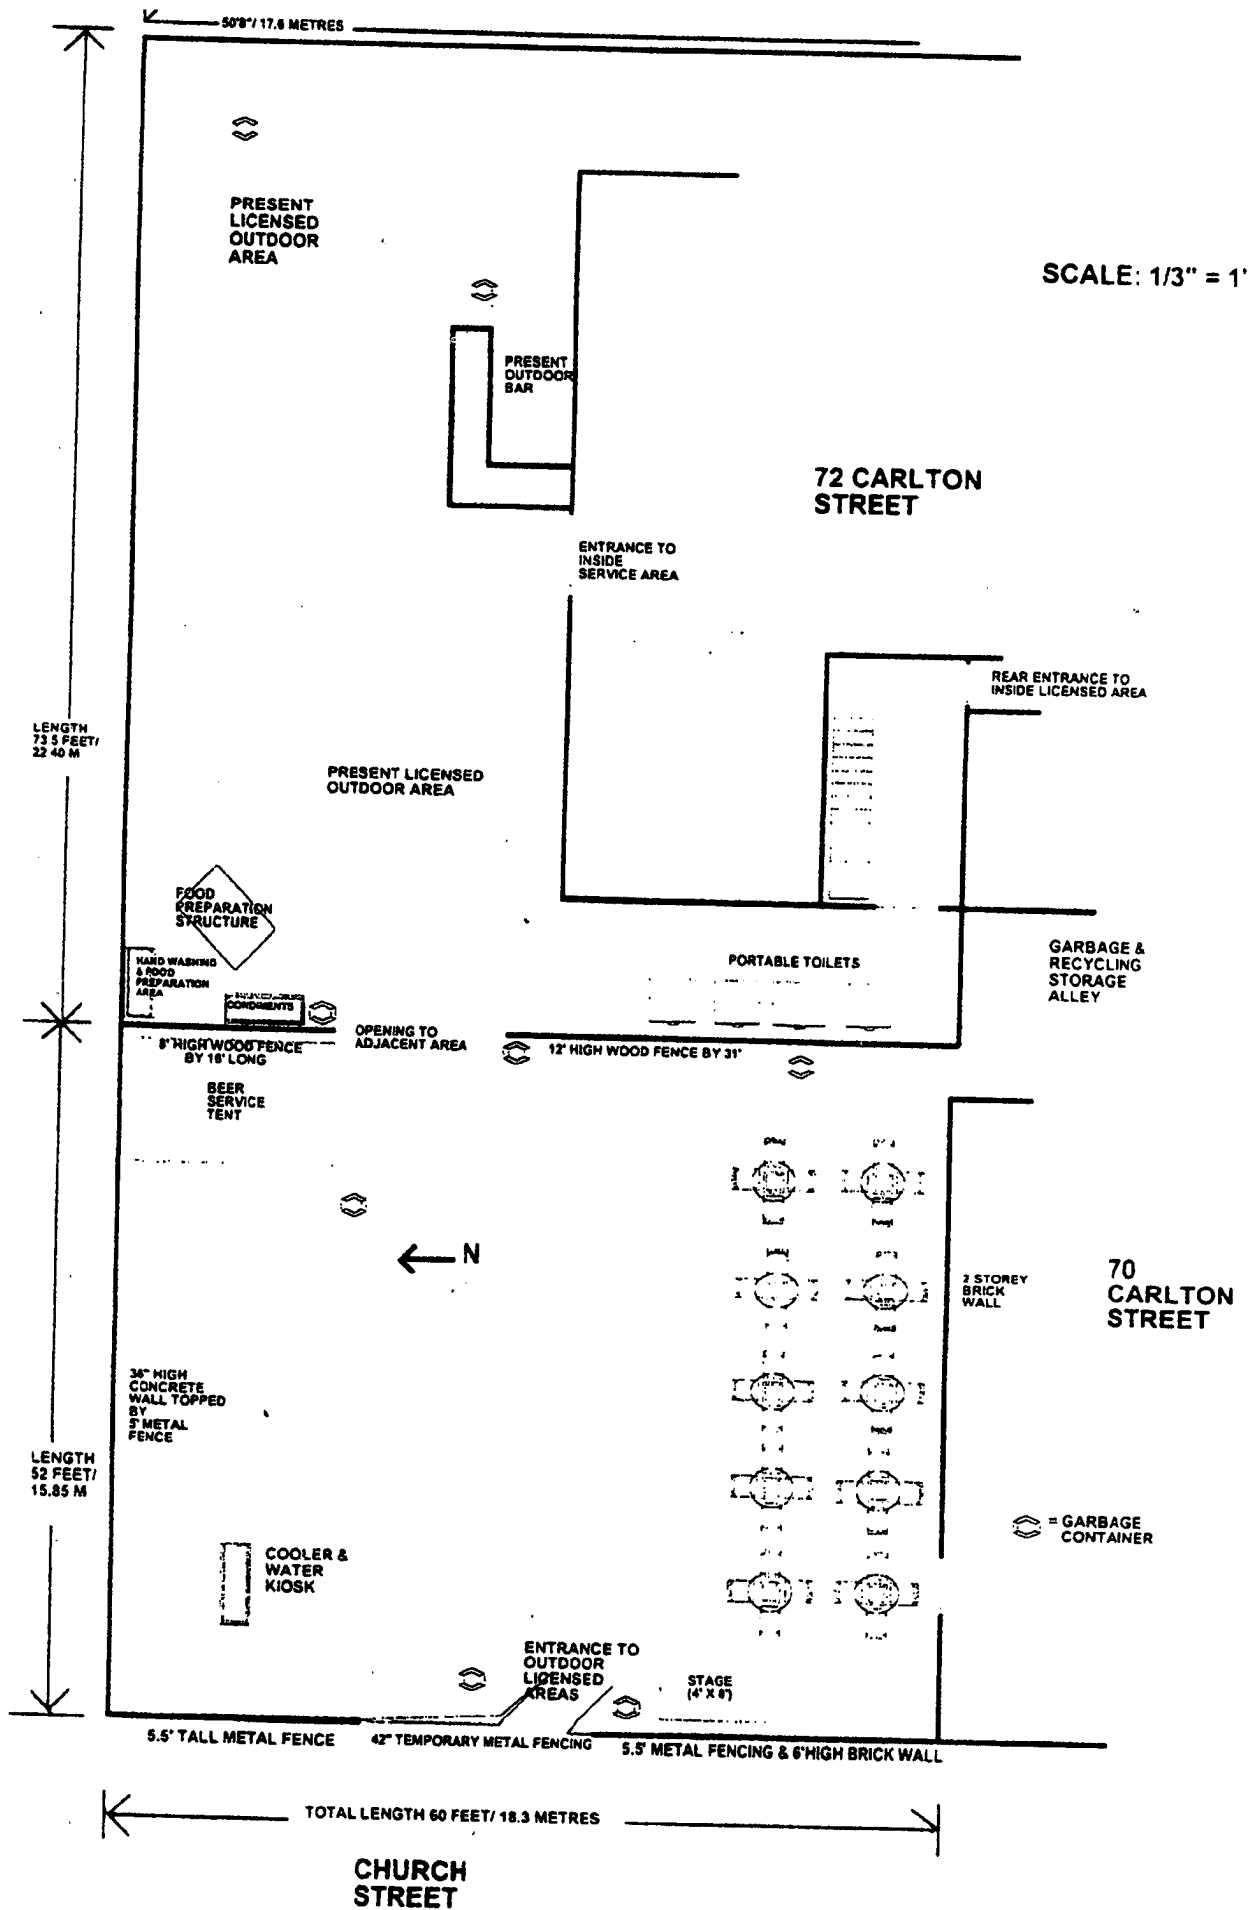 50'8"/ 17.6 METRES
PRESENT
LICENSED
OUTDOOR
AREA
SCALE: 1/3" = 1'
PRESENT
OUTDOOR
BAR
72 CARLTON
STREET
ENTRANCE TO
INSIDE
SERVICE AREA
REAR ENTRANCE TO
INSIDE LICENSED AREA
LENGTH
73.5 FEET/
22.40 M
PRESENT LICENSED
OUTDOOR AREA
FOOD
PREPARATION
STRUCTURE
HAND WASHING
& FOOD
PREPARATION
AREA
CONDIMENTS
PORTABLE TOILETS
GARBAGE &
RECYCLING
STORAGE
ALLEY
OPENING TO
ADJACENT AREA
8' HIGH WOOD FENCE
BY 16' LONG
12' HIGH WOOD FENCE BY 31'
BEER
SERVICE
TENT
N
2 STOREY
BRICK
WALL
70
CARLTON
STREET
36" HIGH
CONCRETE
WALL TOPPED
BY
5' METAL
FENCE
LENGTH
52 FEET/
15.85 M
= GARBAGE
CONTAINER
COOLER &
WATER
KIOSK
ENTRANCE TO
OUTDOOR
LICENSED
AREAS
STAGE
(4' X 8')
5.5' TALL METAL FENCE
42" TEMPORARY METAL FENCING
5.5' METAL FENCING & 6'HIGH BRICK WALL
TOTAL LENGTH 60 FEET/ 18.3 METRES
CHURCH
STREET